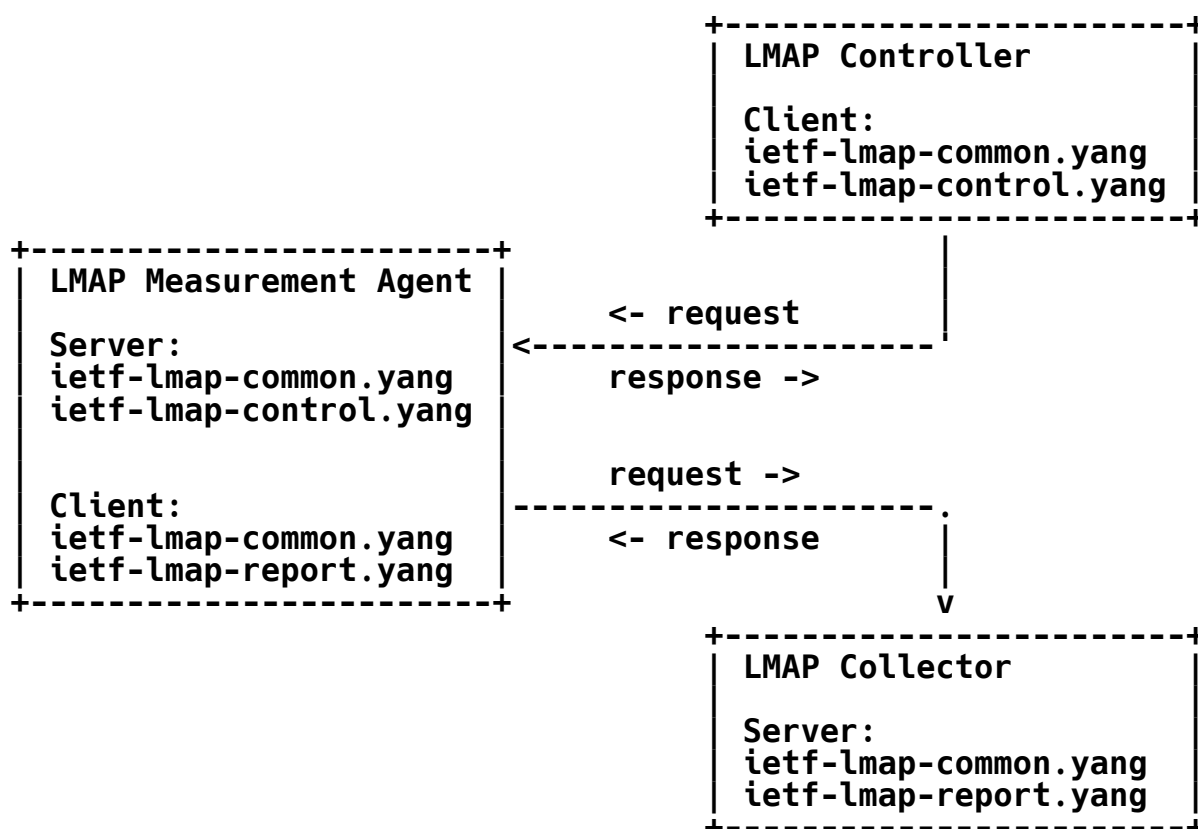 LMAP Controller
Client:
ietf-lmap-common.yang
ietf-lmap-control.yang
LMAP Measurement Agent
<- request
Server:
ietf-lmap-common.yang
response ->
ietf-lmap-control.yang
request ->
Client:
ietf-lmap-common.yang
<- response
ietf-lmap-report.yang
v
LMAP Collector
Server:
ietf-lmap-common.yang
ietf-lmap-report.yang